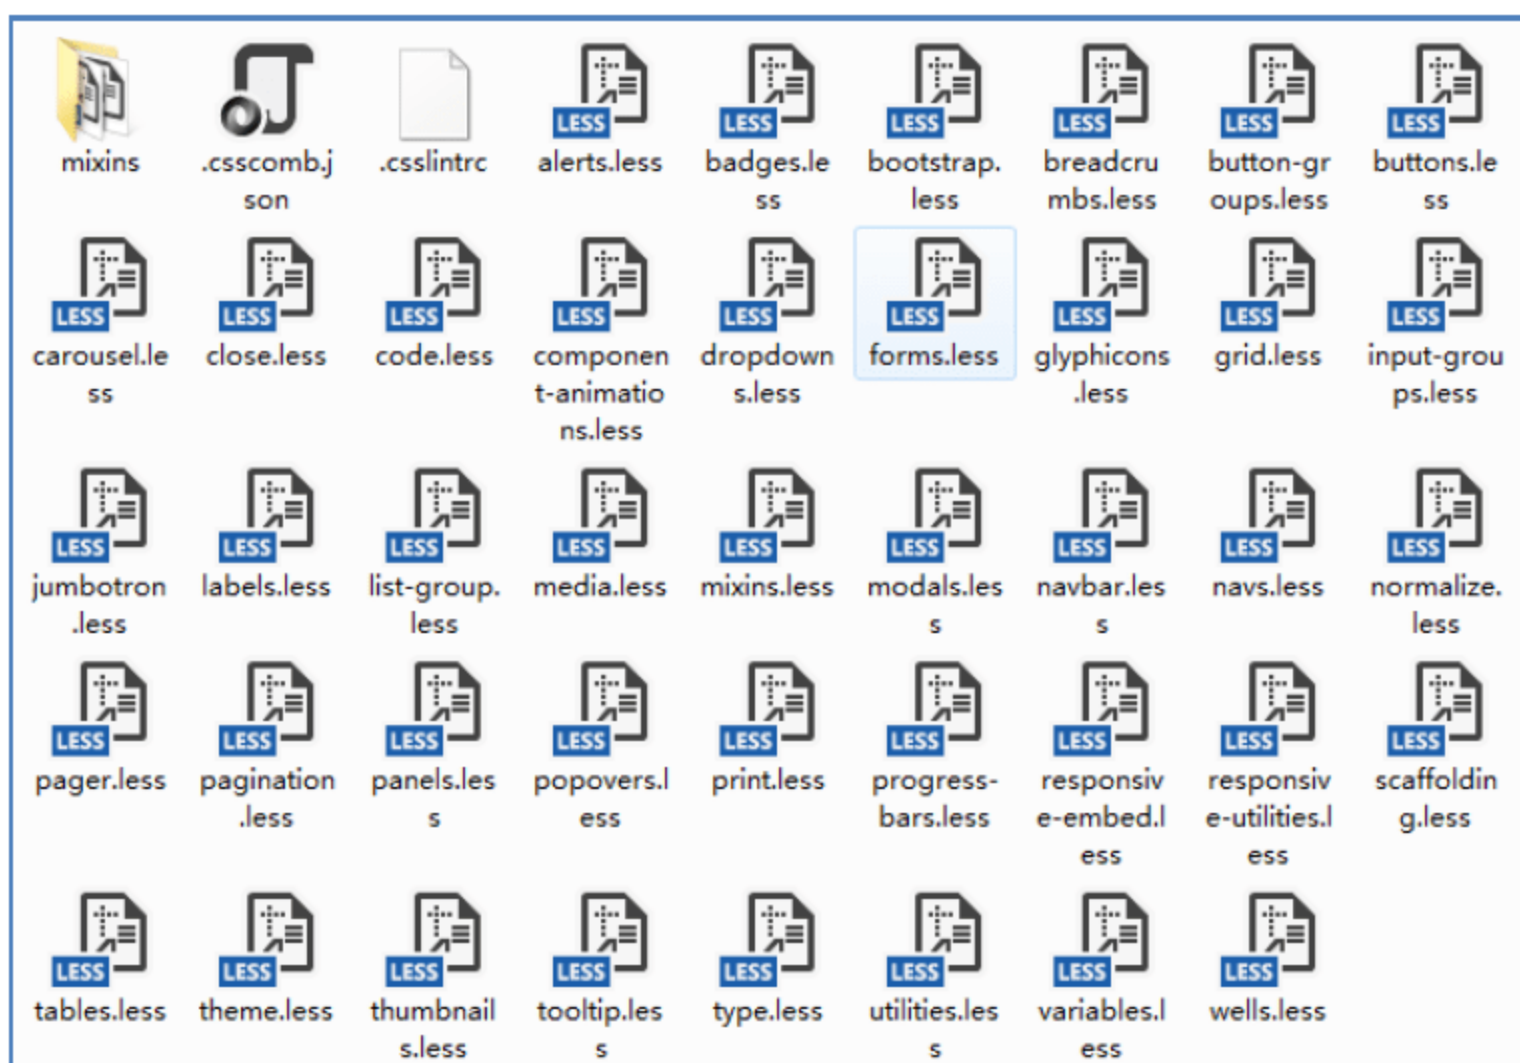 mixins
.csscomb.j
son
.csslintrc
LESS
alerts.less
LESS
badges.le
ss
LESS
bootstrap.
less
LESS
breadcru
mbs.less
LESS
button-gr
oups.less
LESS
buttons.le
ss
LESS
carousel.le
ss
LESS
close.less
LESS
code.less
LESS
componen
t-animatio
ns.less
LESS
dropdown
s.less
LESS
forms.less
LESS
glyphicons
.less
LESS
grid.less
LESS
input-grou
ps.less
LESS
jumbotron
.less
LESS
labels.less
LESS
list-group.
less
LESS
media.less
LESS
mixins.less
LESS
modals.les
s
LESS
navbar.les
s
LESS
navs.less
LESS
normalize.
less
LESS
pager.less
LESS
pagination
.less
LESS
panels.les
s
LESS
popovers.l
ess
LESS
print.less
LESS
progress-
bars.less
LESS
responsiv
e-embed.l
ess
LESS
responsiv
e-utilities.l
ess
LESS
scaffoldin
g.less
LESS
tables.less
LESS
theme.less
LESS
thumbnail
s.less
LESS
tooltip.les
s
LESS
type.less
LESS
utilities.les
s
LESS
variables.l
ess
LESS
wells.less